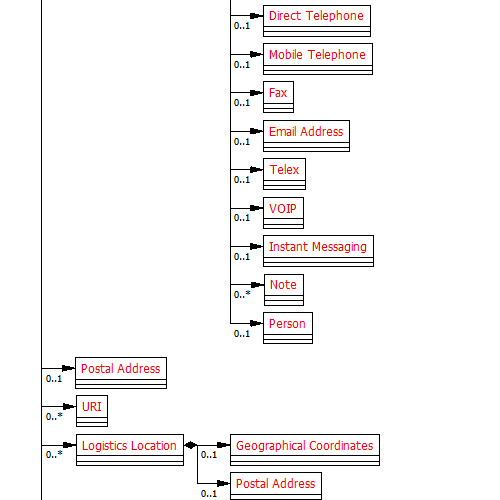 Direct Telephone
0..1
Mobile Telephone
0..1
Fax
0..1
Email Address
0..1
Telex
0..1
VOIP
0..1
Instant Messaging
0..1
Note
0..*
Person
0..1
Postal Address
0..1
URI
0..*
Logistics Location
0..*
Geographical Coordinates
0..1
Postal Address
0..1